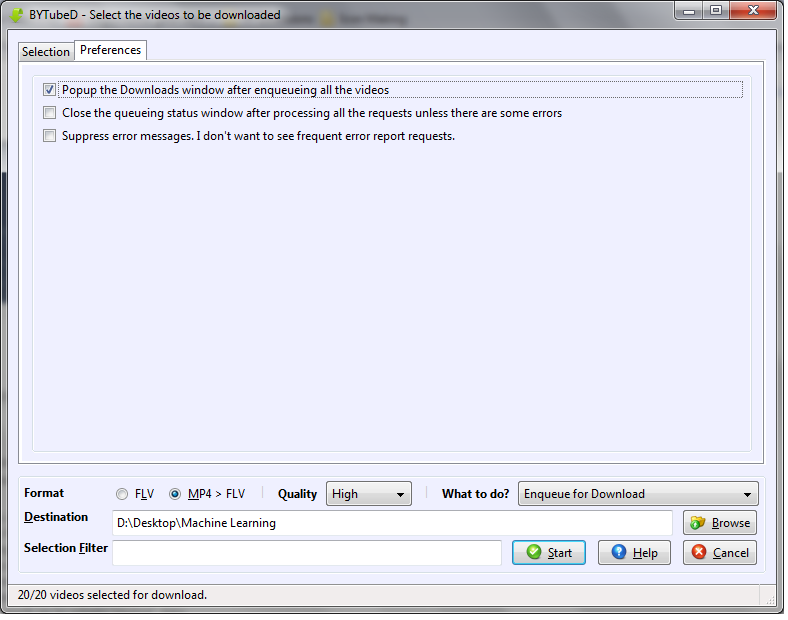 BYTubeD - Select the videos to be downloaded
Selection Preferences
Popup the Downloads window after enqueueing all the videos
Close the queueing status window after processing all the requests unless there are some errors
Suppress error messages. I don't want to see frequent error report requests.
Format FLV MP4 > FLV Quality High What to do? Enqueue for Download
Destination D:\Desktop\Machine Learning Browse
Selection Filter Start Help Cancel
20/20 videos selected for download.